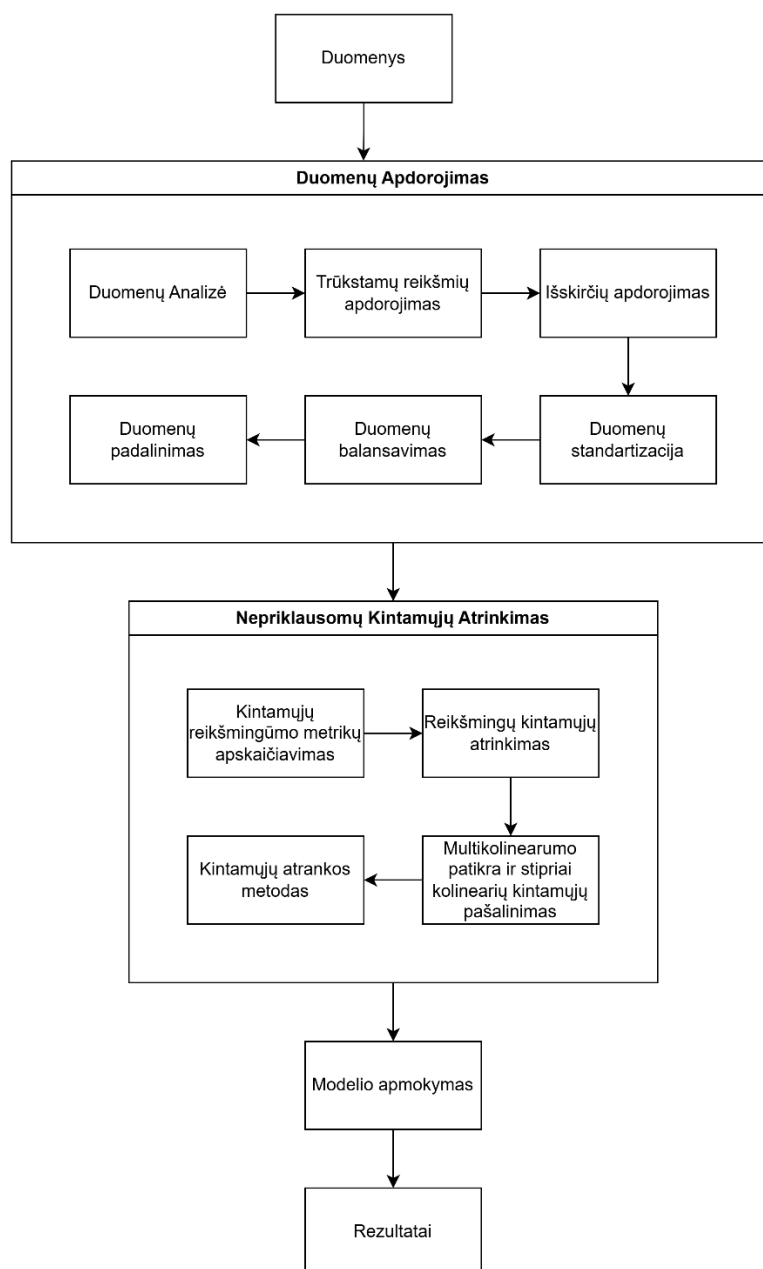 Duomenys
Duomenų Apdorojimas
Duomenų Analizė
Trūkstamų reikšmių
apdorojimas
Išskirčių apdorojimas
Duomenų
standartizacija
Duomenų
balansavimas
Duomenų
padalinimas
Nepriklausomų Kintamųjų Atrinkimas
Kintamųjų
reikšmingūmo metrikų
apskaičiavimas
Reikšmingų kintamųjų
atrinkimas
Multikolinearumo
patikra ir stipriai
kolinearių kintamųjų
pašalinimas
Kintamųjų atrankos
metodas
Modelio apmokymas
Rezultatai